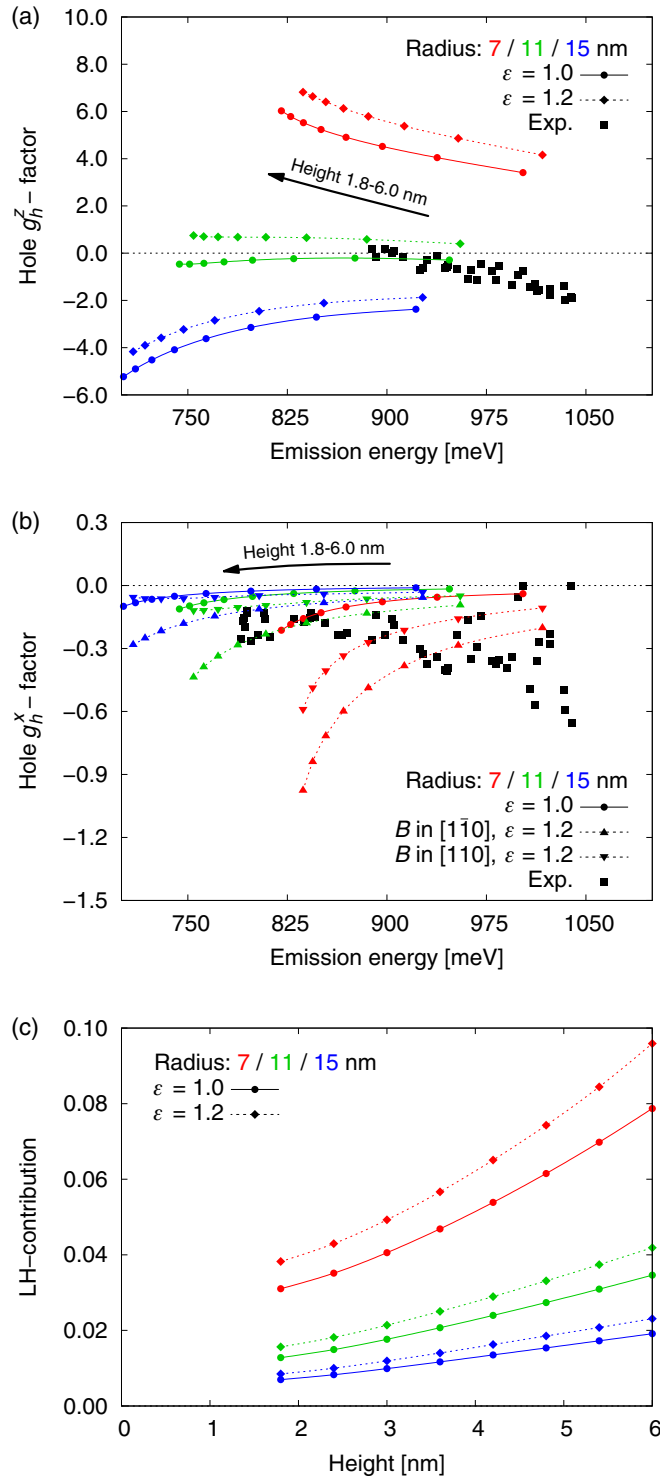 (a)
10.0
8.0
6.0
4.0
2.0
0.0
−2.0
−4.0
−6.0
Hole g_h^z − factor
Radius: 7 / 11 / 15 nm
ε = 1.0
ε = 1.2
Exp.
Height 1.8-6.0 nm
750 825 900 975 1050
Emission energy [meV]
(b)
0.3
0.0
−0.3
−0.6
−0.9
−1.2
−1.5
Hole g_h^x − factor
Height 1.8-6.0 nm
Radius: 7 / 11 / 15 nm
ε = 1.0
B in [11̄0], ε = 1.2
B in [110], ε = 1.2
Exp.
750 825 900 975 1050
Emission energy [meV]
(c)
0.10
0.08
0.06
0.04
0.02
0.00
LH−contribution
Radius: 7 / 11 / 15 nm
ε = 1.0
ε = 1.2
0 1 2 3 4 5 6
Height [nm]